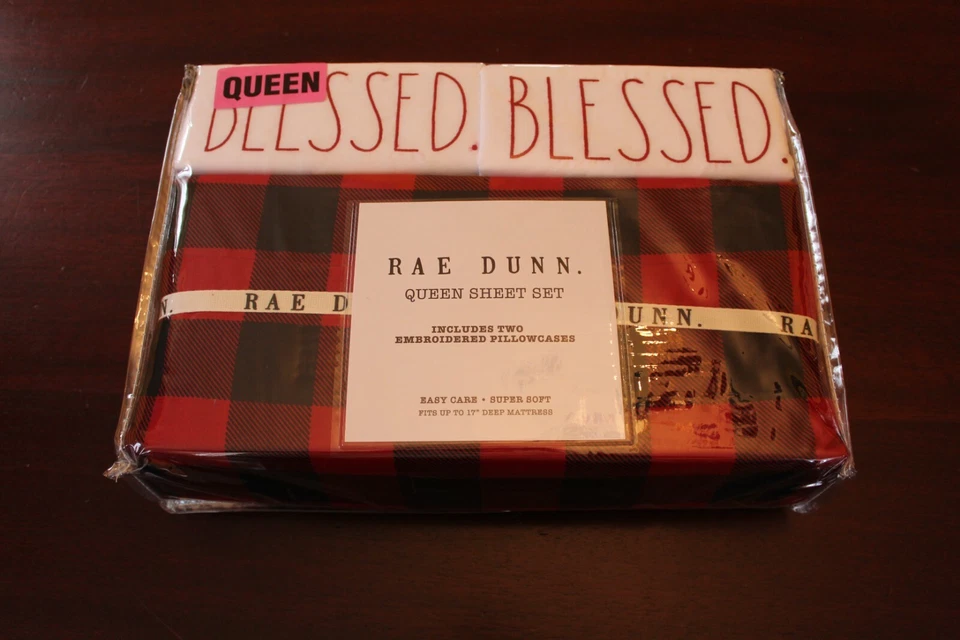 QUEEN
BLESSED. BLESSED.
RAE DUNN.
QUEEN SHEET SET
N. RAE D UNN. RA
INCLUDES TWO
EMBROIDERED PILLOWCASES
EASY CARE • SUPER SOFT
FITS UP TO 17" DEEP MATTRESS